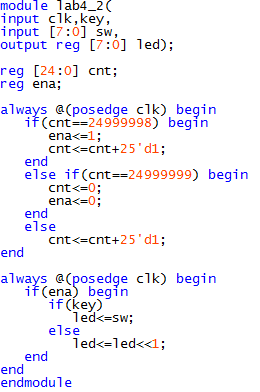 module lab4_2(
input clk,key,
input [7:0] sw,
output reg [7:0] led);
reg [24:0] cnt;
reg ena;
always @(posedge clk) begin
if(cnt==24999998) begin
ena<=1;
cnt<=cnt+25'd1;
end
else if(cnt==24999999) begin
cnt<=0;
ena<=0;
end
else
cnt<=cnt+25'd1;
end
always @(posedge clk) begin
if(ena) begin
if(key)
led<=sw;
else
led<=led<<1;
end
end
endmodule